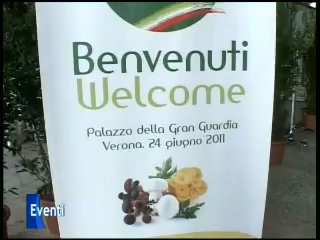 Benvenuti
Welcome
Palazzo della Gran Guardia
Verona, 24 giugno 2011
Eventi